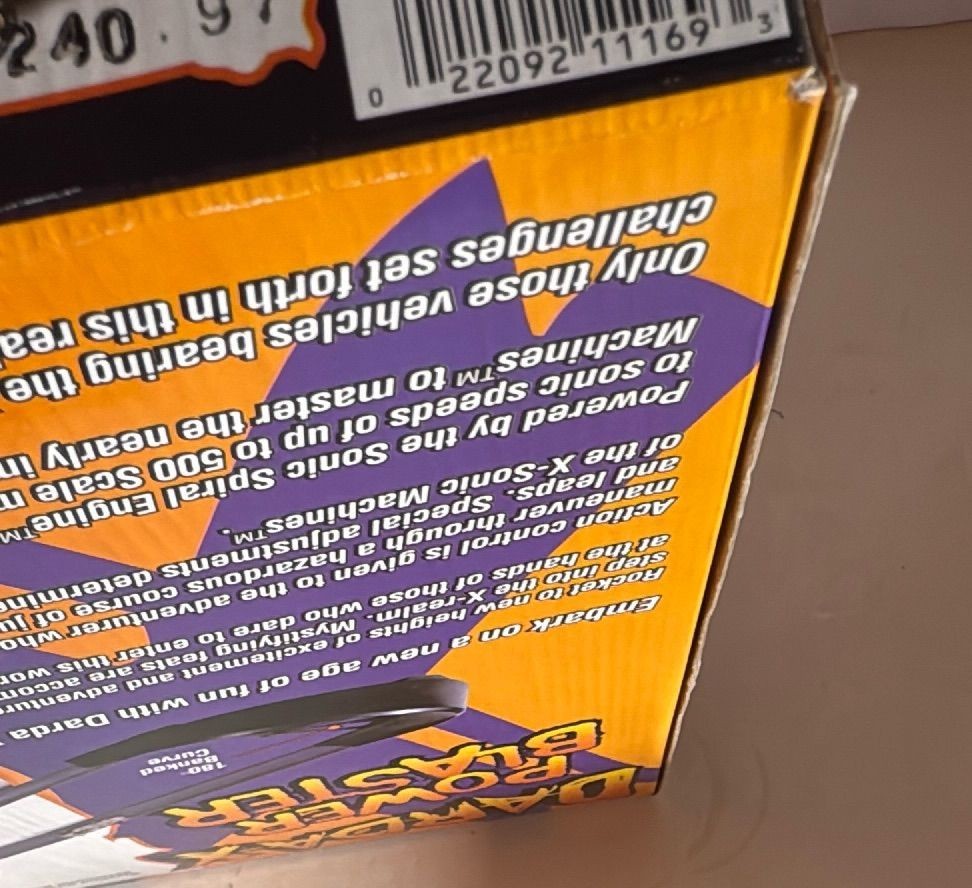 DARDA X
POWER
BLASTER
180°
Banked
Curve
Embark on a new age of fun with Darda
Rocket to new heights of excitement and adventur
step into the X-realm. Mystifying feats are accom
at the hands of those who dare to enter this wor
Action control is given to the adventurer who
maneuver through a hazardous course of ju
and leaps. Special adjustments determine
of the X-Sonic Machines™.
Powered by the Sonic Spiral Engine™
to sonic speeds of up to 500 Scale m
Machines™ to master the nearly in
Only those vehicles bearing the
challenges set forth in this rea
240.97
0 22092 11169 3